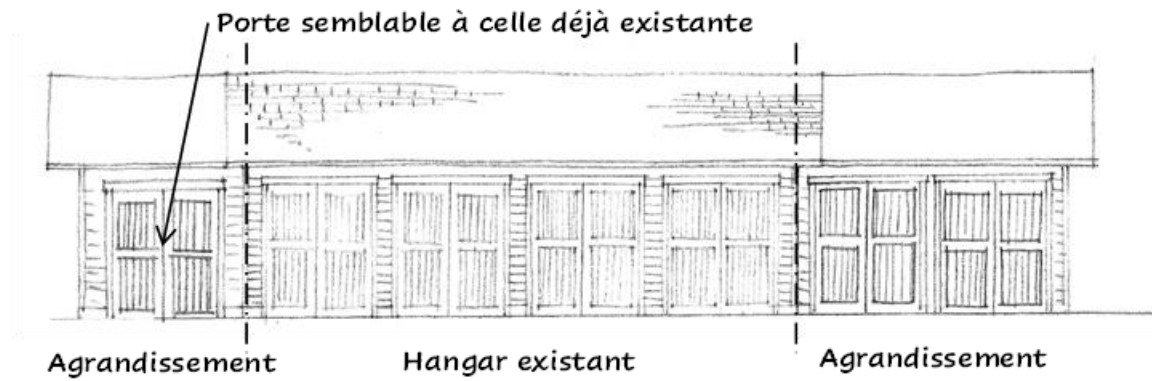 Porte semblable à celle déjà existante
Agrandissement
Hangar existant
Agrandissement